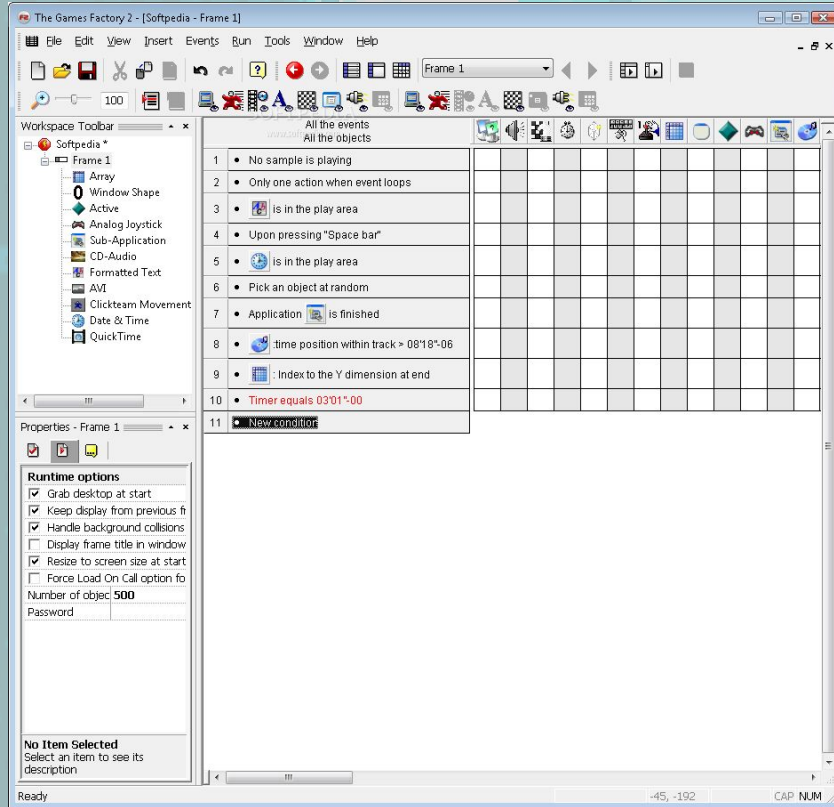 The Games Factory 2 - [Softpedia - Frame 1]
File Edit View Insert Events Run Tools Window Help
Frame 1
100
Workspace Toolbar
Softpedia *
Frame 1
Array
Window Shape
Active
Analog Joystick
Sub-Application
CD-Audio
Formatted Text
AVI
Clickteam Movement
Date & Time
QuickTime
Properties - Frame 1
Runtime options
Grab desktop at start
Keep display from previous fr
Handle background collisions
Display frame title in window
Resize to screen size at start
Force Load On Call option fo
Number of objec 500
Password
No Item Selected
Select an item to see its
description
SOFTPEDIA
All the events
All the objects
1 • No sample is playing
2 • Only one action when event loops
3 • is in the play area
4 • Upon pressing "Space bar"
5 • is in the play area
6 • Pick an object at random
7 • Application is finished
8 • :time position within track > 08'18"-06
9 • : Index to the Y dimension at end
10 • Timer equals 03'01"-00
11 • New condition
Ready
-45, -192
CAP NUM